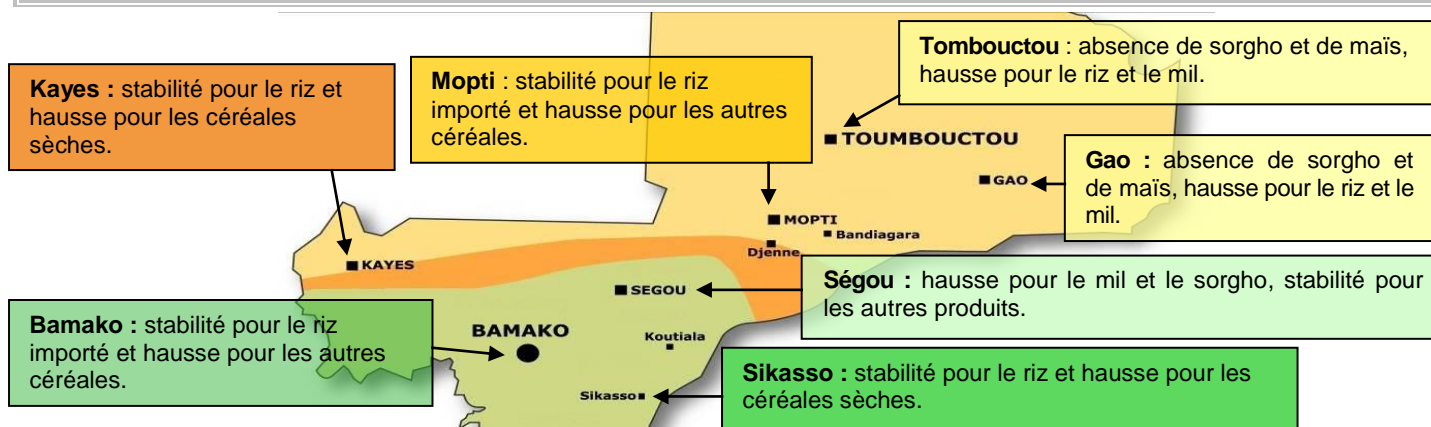 Tombouctou : absence de sorgho et de maïs,
hausse pour le riz et le mil.
Kayes : stabilité pour le riz et
hausse pour les céréales
sèches.
Mopti : stabilité pour le riz
importé et hausse pour les autres
céréales.
TOUMBOUCTOU
Gao : absence de sorgho et
de maïs, hausse pour le riz et le
mil.
GAO
MOPTI
Bandiagara
Djenne
KAYES
Ségou : hausse pour le mil et le sorgho, stabilité pour
les autres produits.
SEGOU
Bamako : stabilité pour le riz
importé et hausse pour les autres
céréales.
BAMAKO
Koutiala
Sikasso : stabilité pour le riz et hausse pour les
céréales sèches.
Sikasso